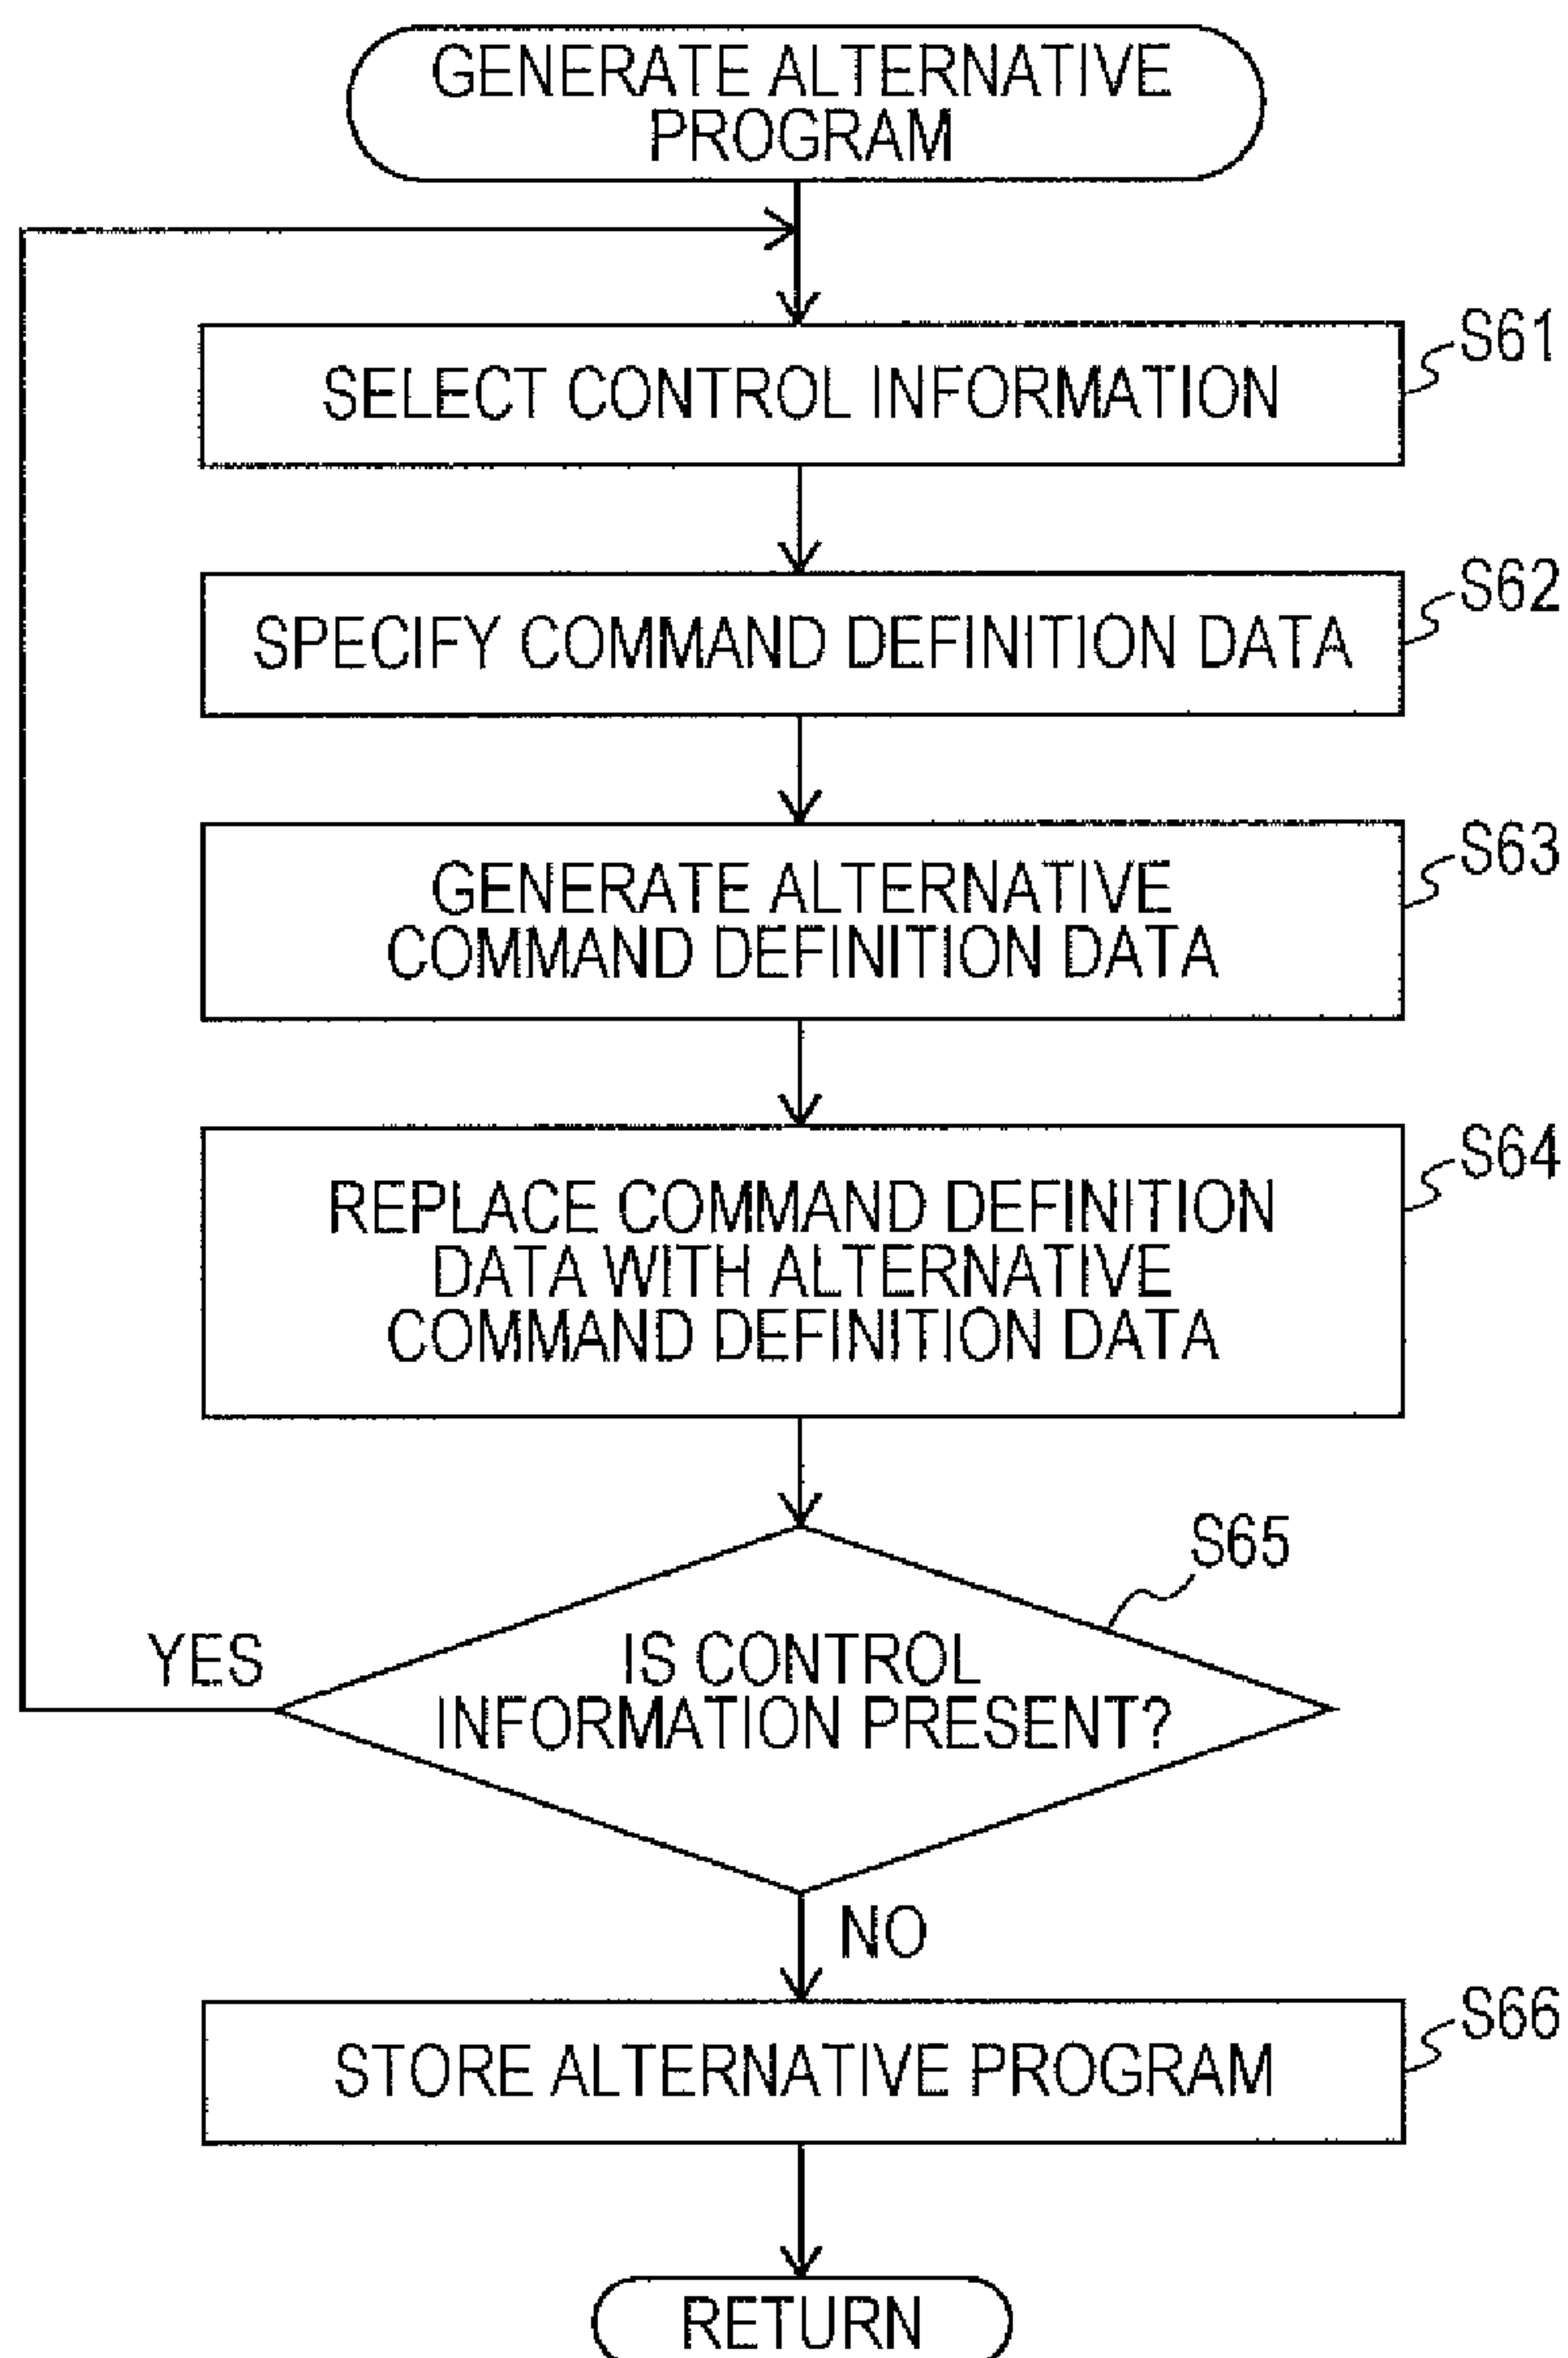 GENERATE ALTERNATIVE
PROGRAM
S61
SELECT CONTROL INFORMATION
S62
SPECIFY COMMAND DEFINITION DATA
S63
GENERATE ALTERNATIVE
COMMAND DEFINITION DATA
S64
REPLACE COMMAND DEFINITION
DATA WITH ALTERNATIVE
COMMAND DEFINITION DATA
S65
YES
IS CONTROL
INFORMATION PRESENT?
NO
S66
STORE ALTERNATIVE PROGRAM
RETURN